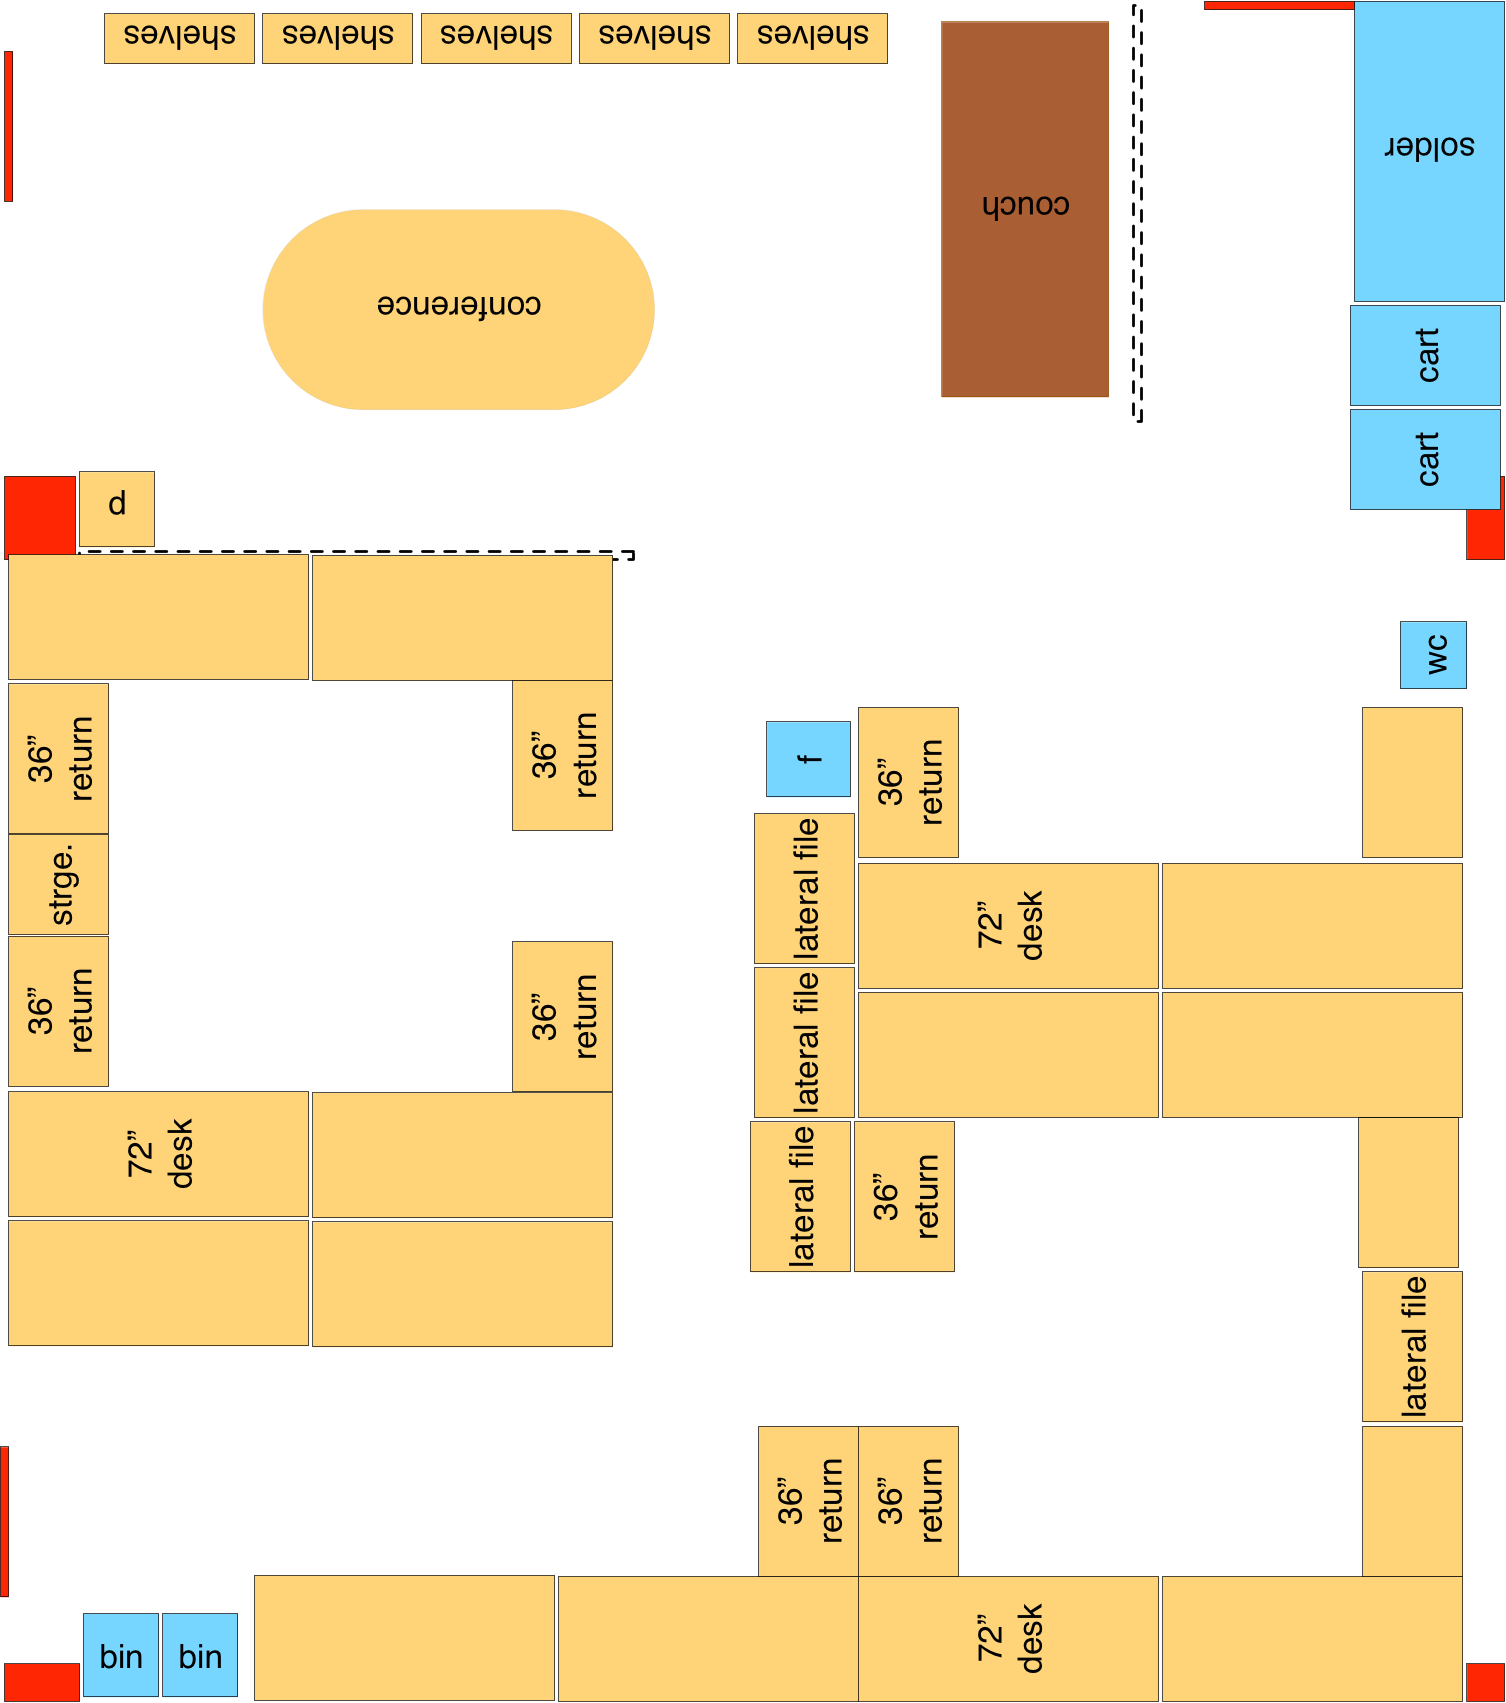 shelves
shelves
shelves
shelves
shelves
solder
couch
conference
cart
cart
p
wc
36”
return
36”
return
f
36”
return
strge.
lateral file
72”
desk
36”
return
36”
return
lateral file
72”
desk
lateral file
36”
return
lateral file
36”
return
36”
return
bin
bin
72”
desk